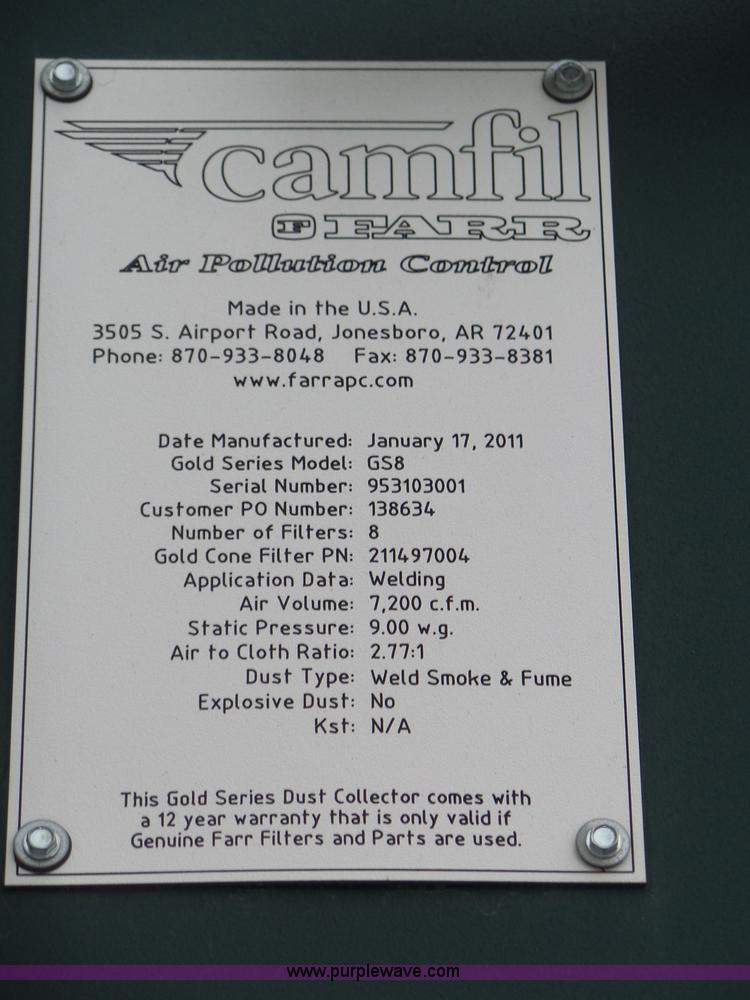 camfil
F FARR
Air Pollution Control
Made in the U.S.A.
3505 S. Airport Road, Jonesboro, AR 72401
Phone: 870-933-8048 Fax: 870-933-8381
www.farrapc.com
Date Manufactured: January 17, 2011
Gold Series Model: GS8
Serial Number: 953103001
Customer PO Number: 138634
Number of Filters: 8
Gold Cone Filter PN: 211497004
Application Data: Welding
Air Volume: 7,200 c.f.m.
Static Pressure: 9.00 w.g.
Air to Cloth Ratio: 2.77:1
Dust Type: Weld Smoke & Fume
Explosive Dust: No
Kst: N/A
This Gold Series Dust Collector comes with
a 12 year warranty that is only valid if
Genuine Farr Filters and Parts are used.
www.purplewave.com